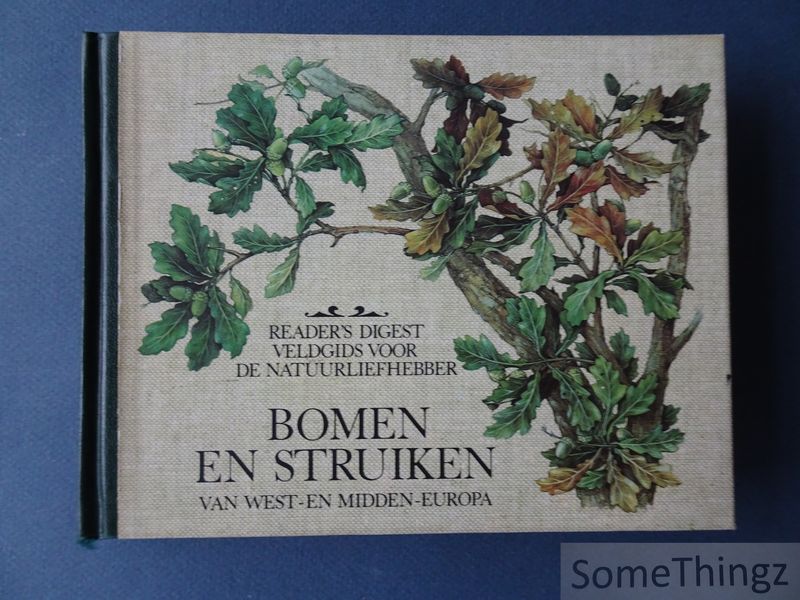 READER'S DIGEST
VELDGIDS VOOR
DE NATUURLIEFHEBBER
BOMEN
EN STRUIKEN
VAN WEST-EN MIDDEN-EUROPA
SomeThingz